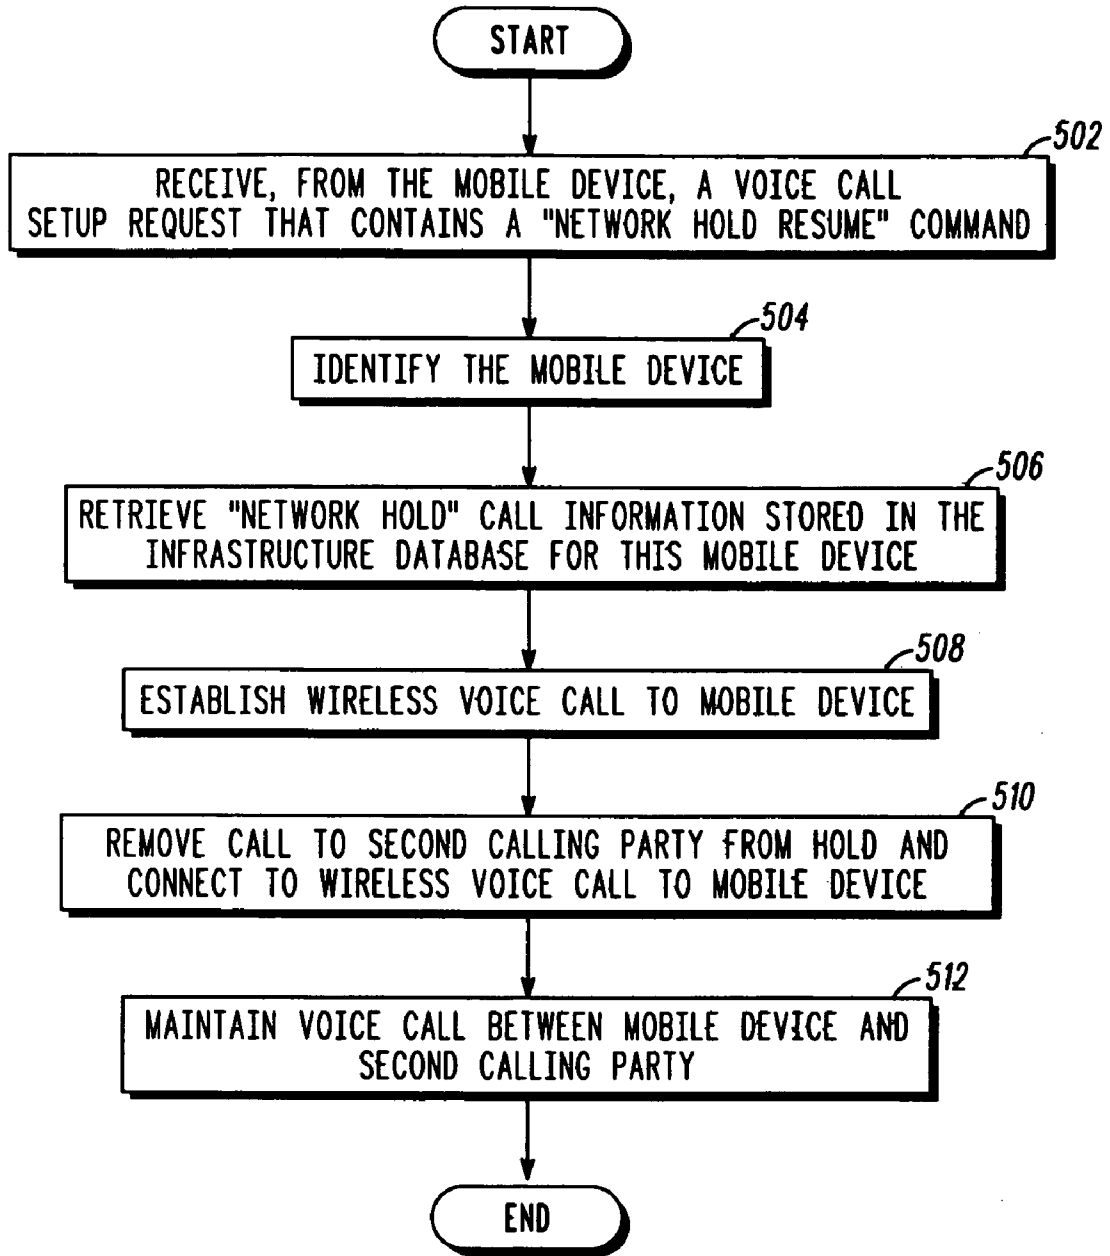 START
502
RECEIVE, FROM THE MOBILE DEVICE, A VOICE CALL
SETUP REQUEST THAT CONTAINS A "NETWORK HOLD RESUME" COMMAND
504
IDENTIFY THE MOBILE DEVICE
506
RETRIEVE "NETWORK HOLD" CALL INFORMATION STORED IN THE
INFRASTRUCTURE DATABASE FOR THIS MOBILE DEVICE
508
ESTABLISH WIRELESS VOICE CALL TO MOBILE DEVICE
510
REMOVE CALL TO SECOND CALLING PARTY FROM HOLD AND
CONNECT TO WIRELESS VOICE CALL TO MOBILE DEVICE
512
MAINTAIN VOICE CALL BETWEEN MOBILE DEVICE AND
SECOND CALLING PARTY
END